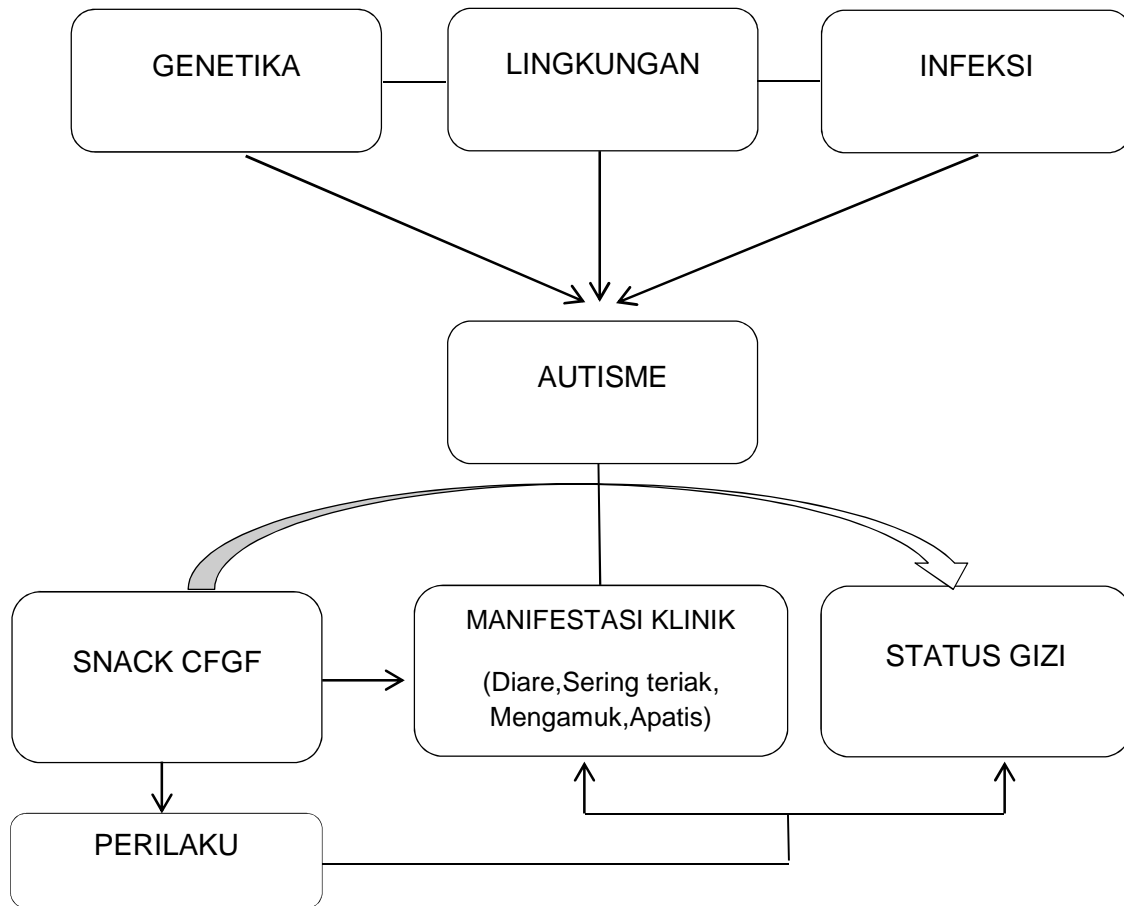 GENETIKA
LINGKUNGAN
INFEKSI
AUTISME
SNACK CFGF
MANIFESTASI KLINIK
(Diare,Sering teriak,
Mengamuk,Apatis)
STATUS GIZI
PERILAKU